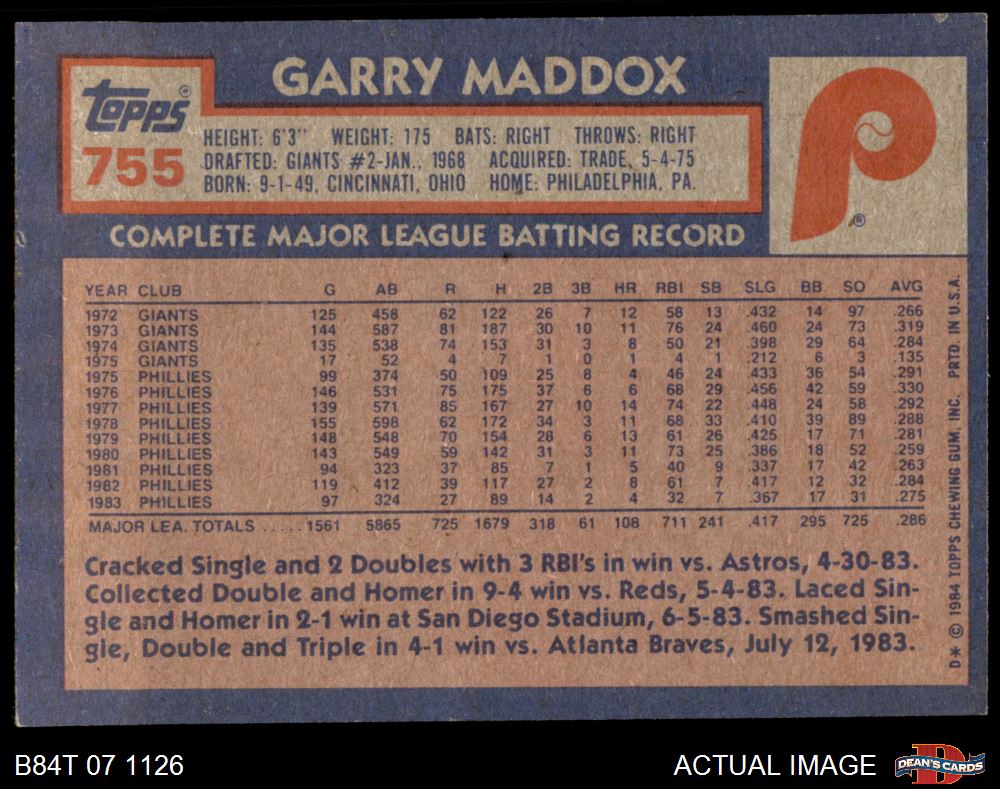 GARRY MADDOX
TOPPS®
755
HEIGHT: 6'3" WEIGHT: 175 BATS: RIGHT THROWS: RIGHT
DRAFTED: GIANTS #2-JAN., 1968 ACQUIRED: TRADE, 5-4-75
BORN: 9-1-49, CINCINNATI, OHIO HOME: PHILADELPHIA, PA.
P
®
COMPLETE MAJOR LEAGUE BATTING RECORD
YEAR CLUB G AB R H 2B 3B HR RBI SB SLG BB SO AVG
1972 GIANTS 125 458 62 122 26 7 12 58 13 .432 14 97 .266
1973 GIANTS 144 587 81 187 30 10 11 76 24 .460 24 73 .319
1974 GIANTS 135 538 74 153 31 3 8 50 21 .398 29 64 .284
1975 GIANTS 17 52 4 7 1 0 1 4 1 .212 6 3 .135
1975 PHILLIES 99 374 50 109 25 8 4 46 24 .433 36 54 .291
1976 PHILLIES 146 531 75 175 37 6 6 68 29 .456 42 59 .330
1977 PHILLIES 139 571 85 167 27 10 14 74 22 .448 24 58 .292
1978 PHILLIES 155 598 62 172 34 3 11 68 33 .410 39 89 .288
1979 PHILLIES 148 548 70 154 28 6 13 61 26 .425 17 71 .281
1980 PHILLIES 143 549 59 142 31 3 11 73 25 .386 18 52 .259
1981 PHILLIES 94 323 37 85 7 1 5 40 9 .337 17 42 .263
1982 PHILLIES 119 412 39 117 27 2 8 61 7 .417 12 32 .284
1983 PHILLIES 97 324 27 89 14 2 4 32 7 .367 17 31 .275
MAJOR LEA. TOTALS ..... 1561 5865 725 1679 318 61 108 711 241 .417 295 725 .286
Cracked Single and 2 Doubles with 3 RBI's in win vs. Astros, 4-30-83.
Collected Double and Homer in 9-4 win vs. Reds, 5-4-83. Laced Sin-
gle and Homer in 2-1 win at San Diego Stadium, 6-5-83. Smashed Sin-
gle, Double and Triple in 4-1 win vs. Atlanta Braves, July 12, 1983.
D* © 1984 TOPPS CHEWING GUM, INC. PRTD. IN U.S.A.
B84T 07 1126
ACTUAL IMAGE
D
DEAN'S CARDS